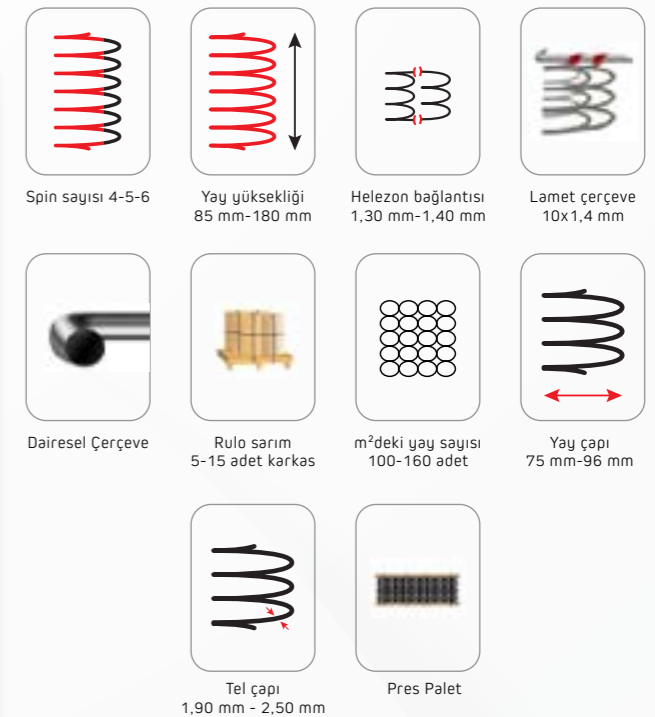 Spin sayısı 4-5-6
Yay yüksekliği
85 mm-180 mm
Helezon bağlantısı
1,30 mm-1,40 mm
Lamet çerçeve
10x1,4 mm
Dairesel Çerçeve
Rulo sarım
5-15 adet karkas
m²deki yay sayısı
100-160 adet
Yay çapı
75 mm-96 mm
Tel çapı
1,90 mm - 2,50 mm
Pres Palet